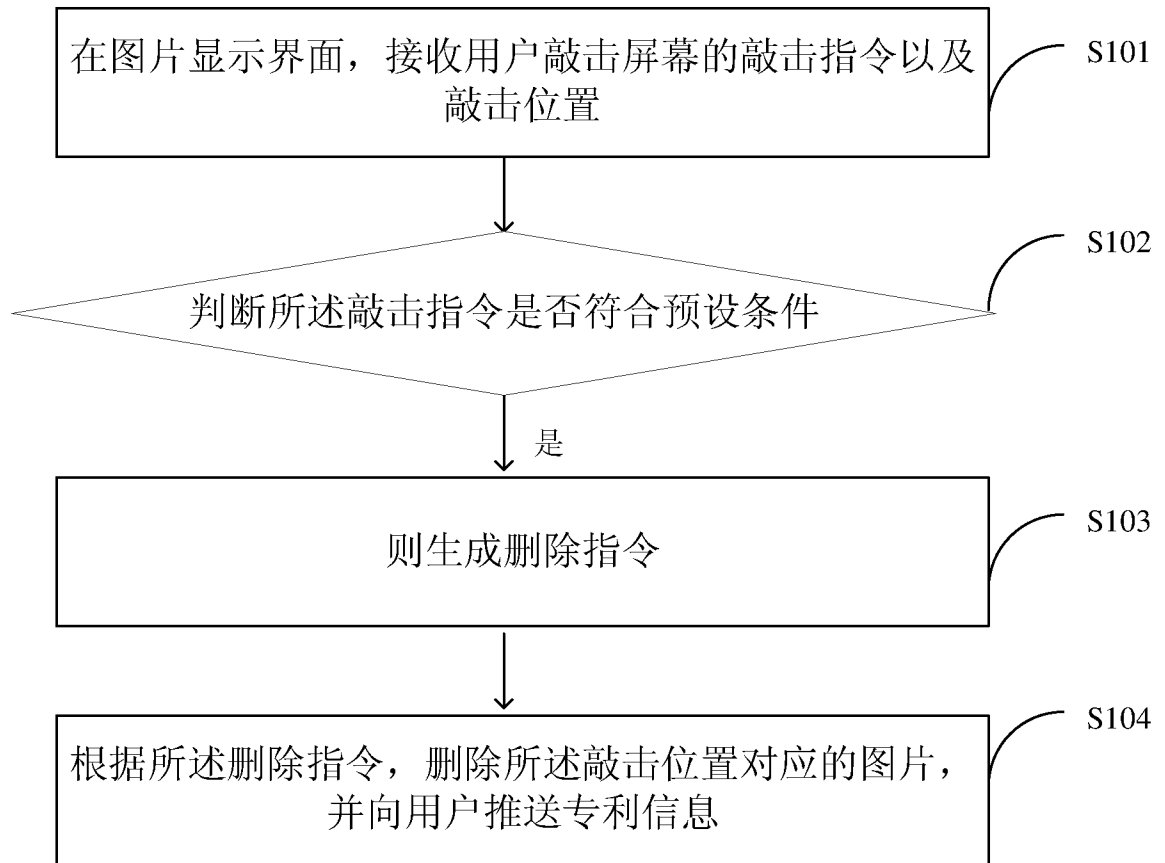 在图片显示界面，接收用户敲击屏幕的敲击指令以及
敲击位置
S101
判断所述敲击指令是否符合预设条件
S102
是
则生成删除指令
S103
根据所述删除指令，删除所述敲击位置对应的图片，
并向用户推送专利信息
S104